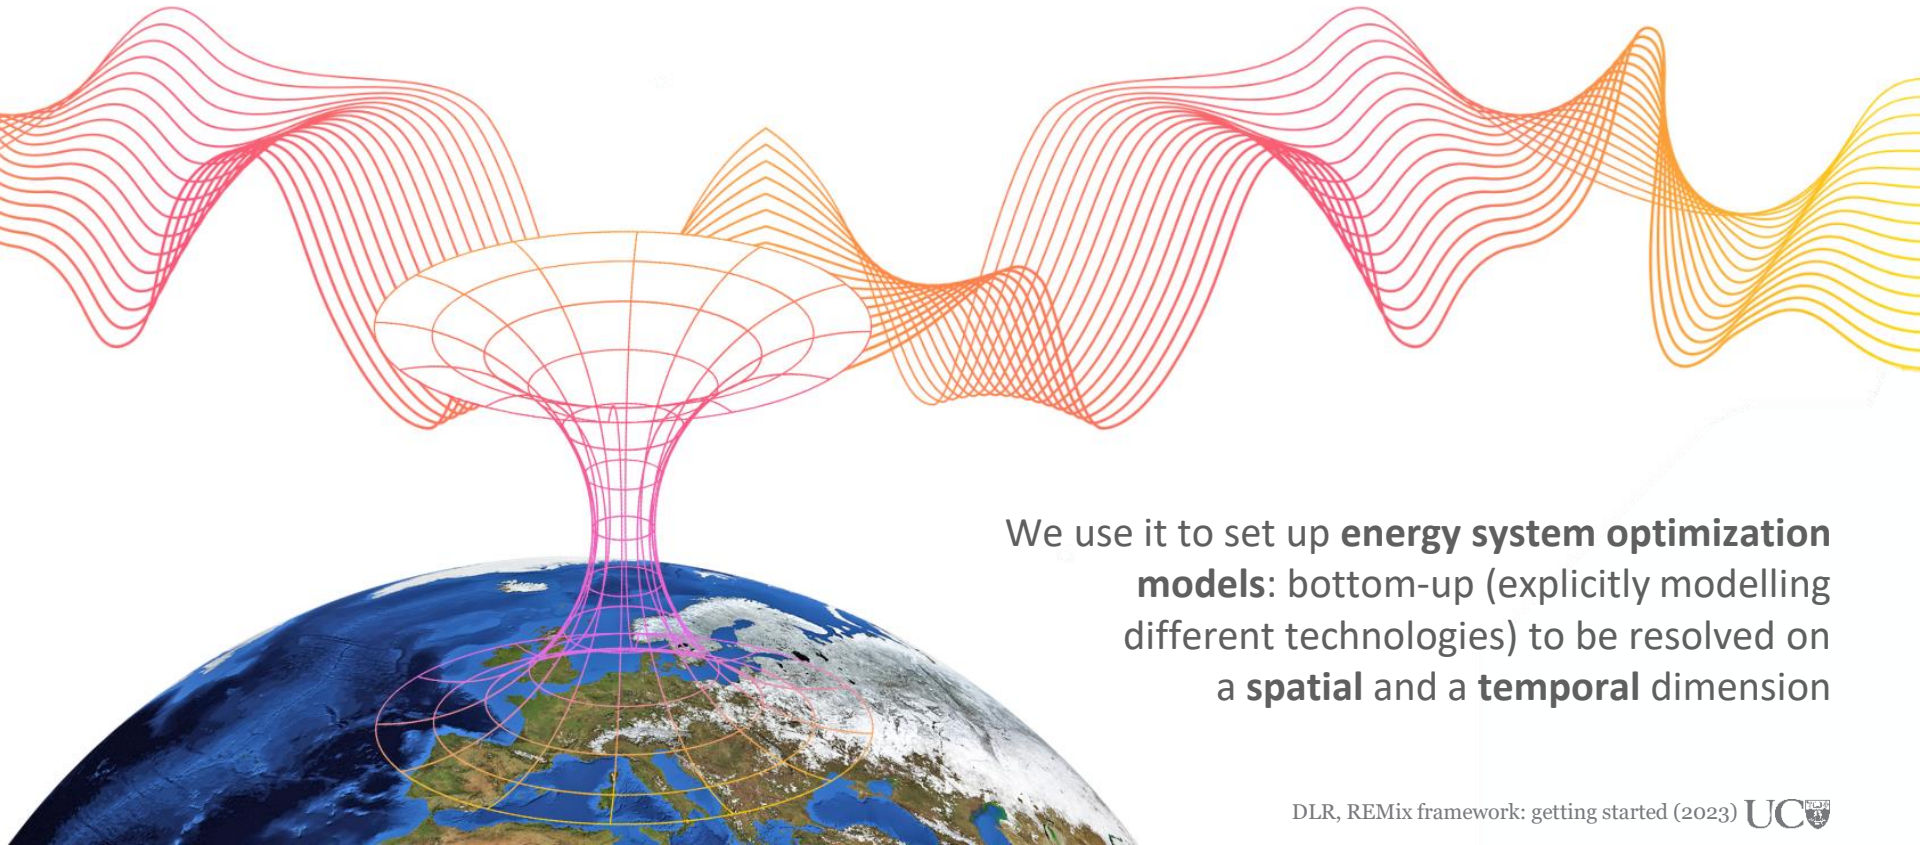 We use it to set up energy system optimization
models: bottom-up (explicitly modelling
different technologies) to be resolved on
a spatial and a temporal dimension
DLR, REMix framework: getting started (2023) UC